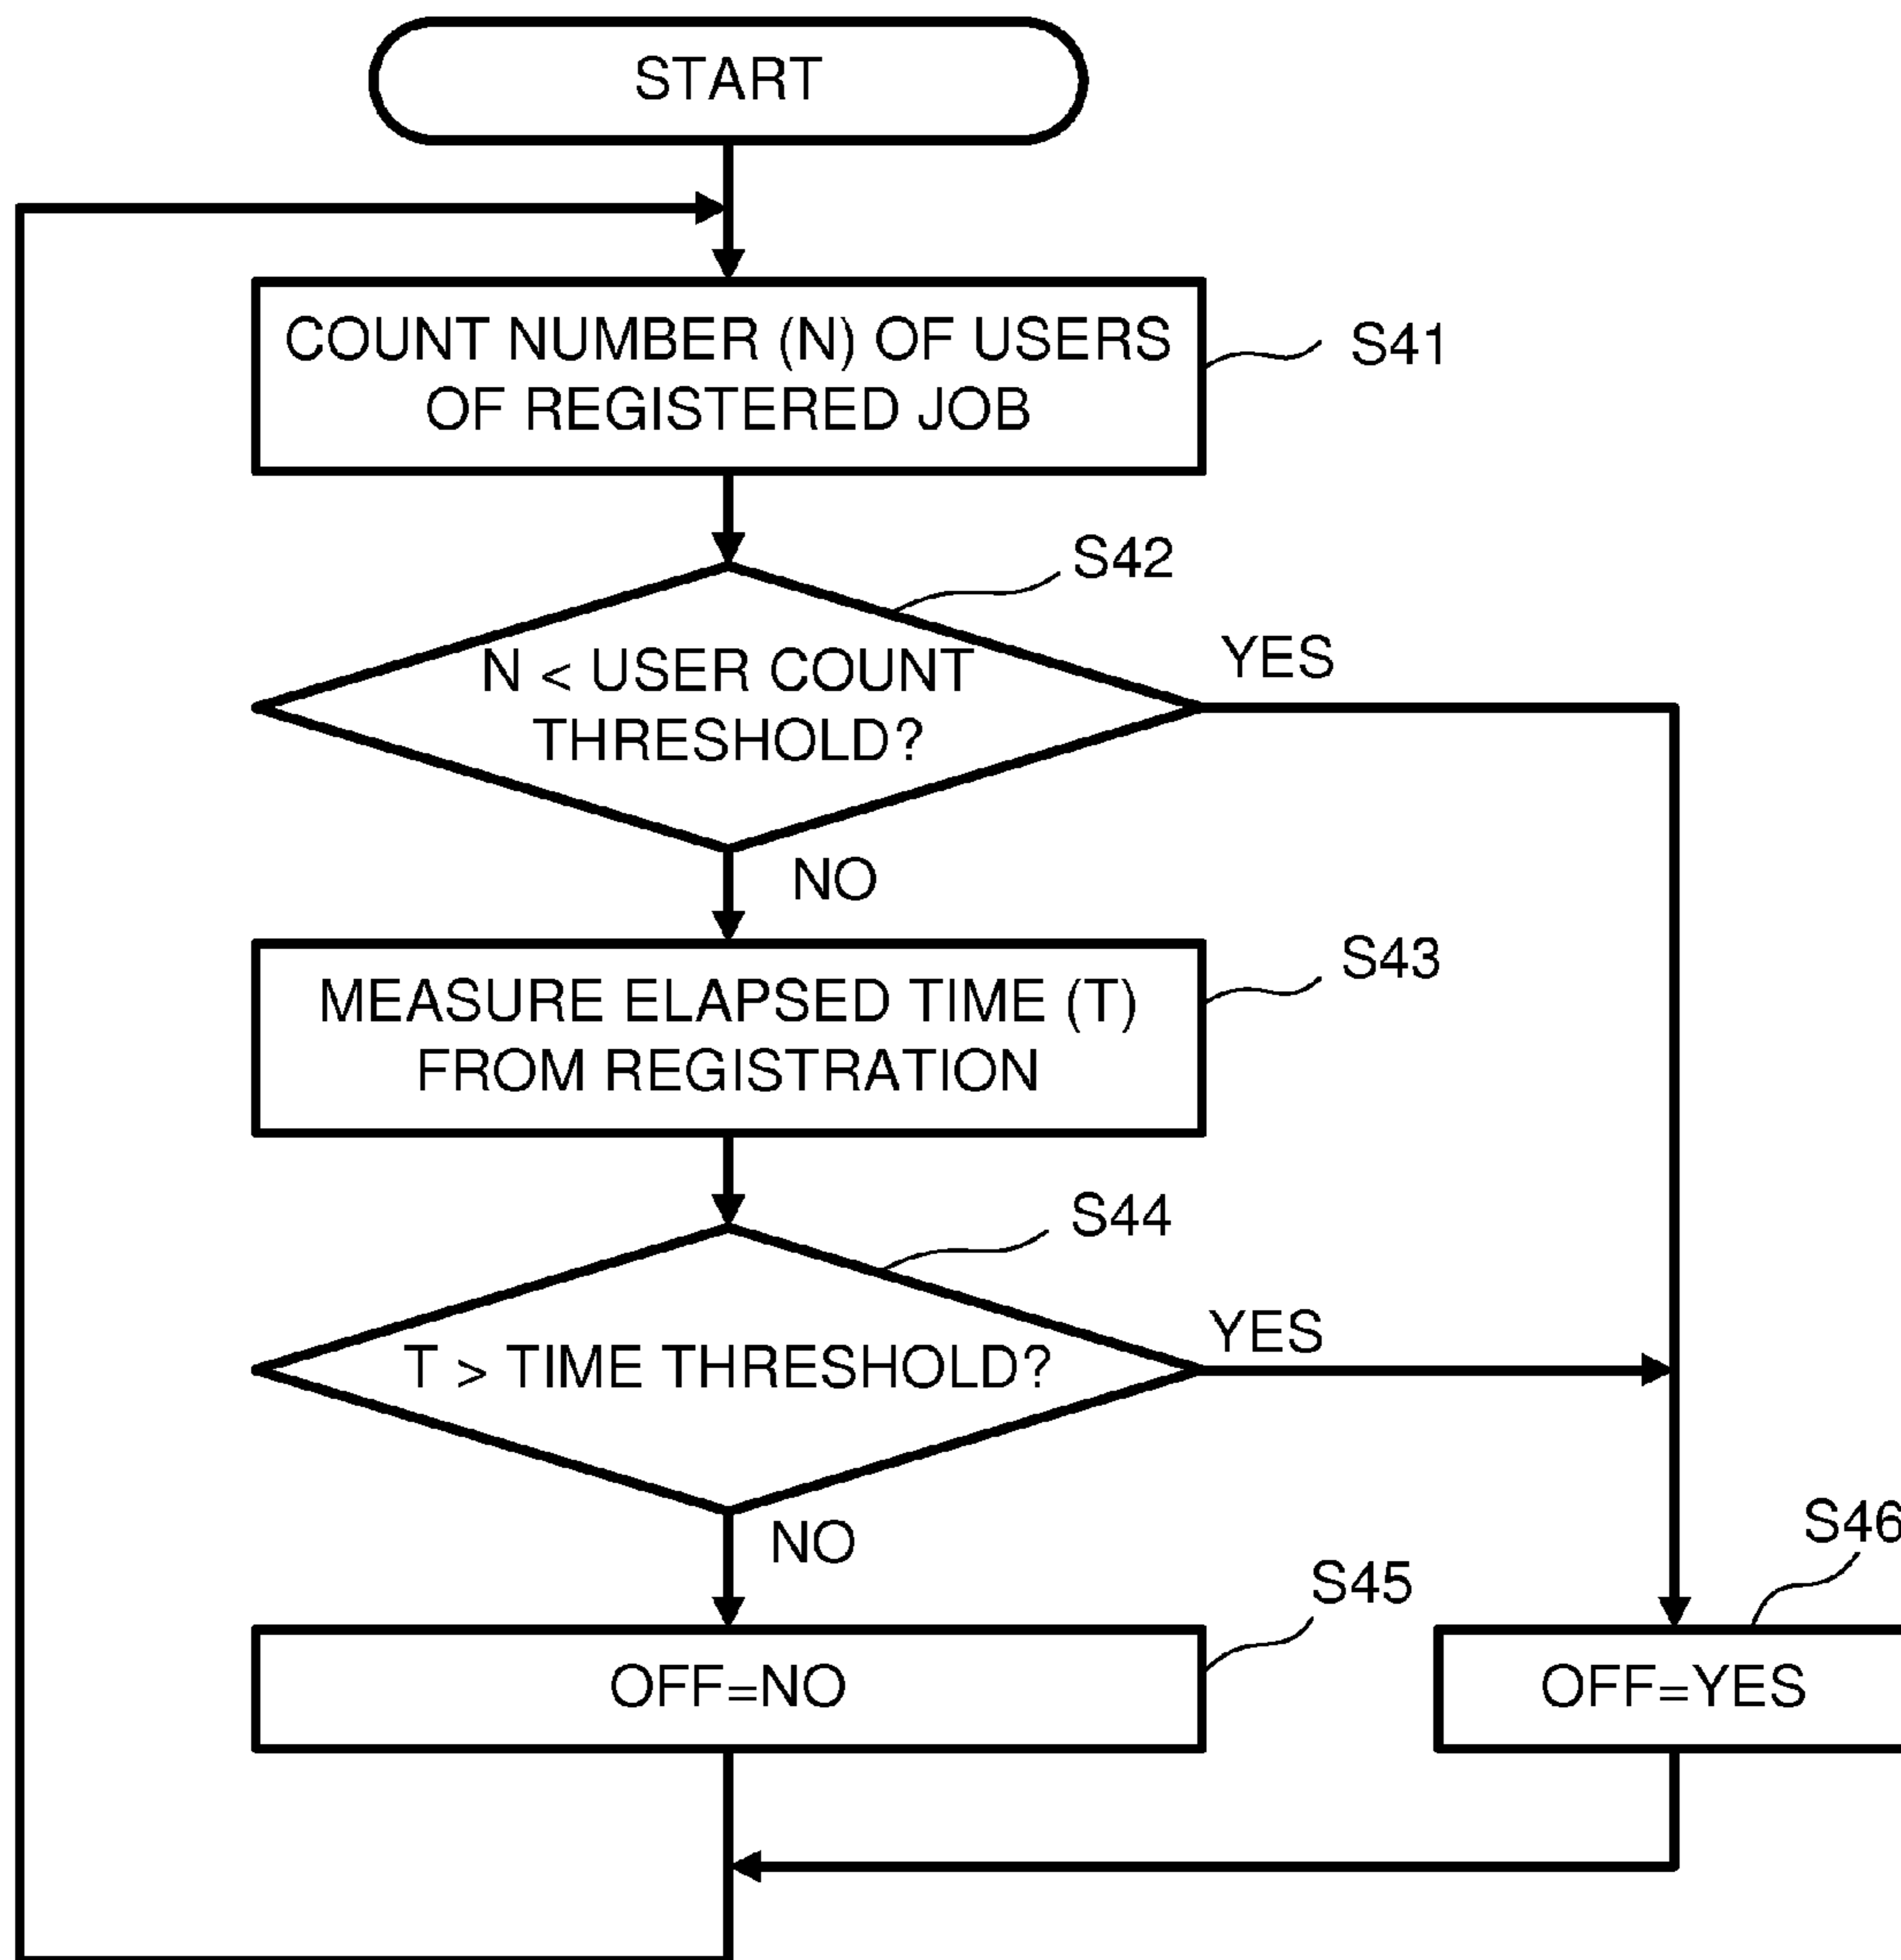 START
COUNT NUMBER (N) OF USERS
OF REGISTERED JOB
S41
S42
N < USER COUNT
THRESHOLD?
YES
NO
S43
MEASURE ELAPSED TIME (T)
FROM REGISTRATION
S44
T > TIME THRESHOLD?
YES
NO
S45
S46
OFF=NO
OFF=YES